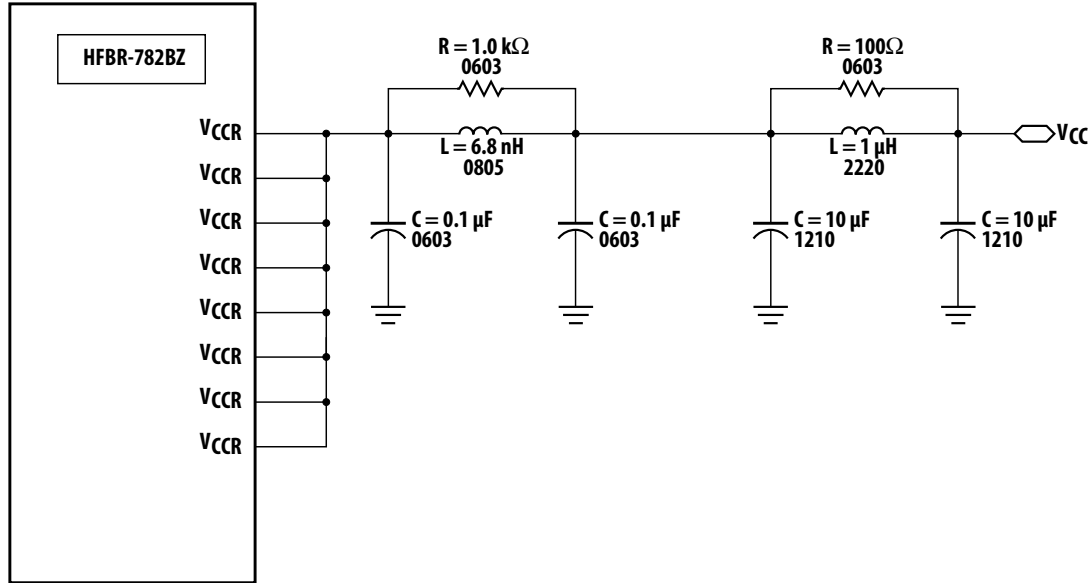 HFBR-782BZ
R = 1.0 kΩ
0603
R = 100Ω
0603
VCCR
VCC
L = 6.8 nH
0805
L = 1 µH
2220
VCCR
VCCR
C = 0.1 µF
0603
C = 0.1 µF
0603
C = 10 µF
1210
C = 10 µF
1210
VCCR
VCCR
VCCR
VCCR
VCCR